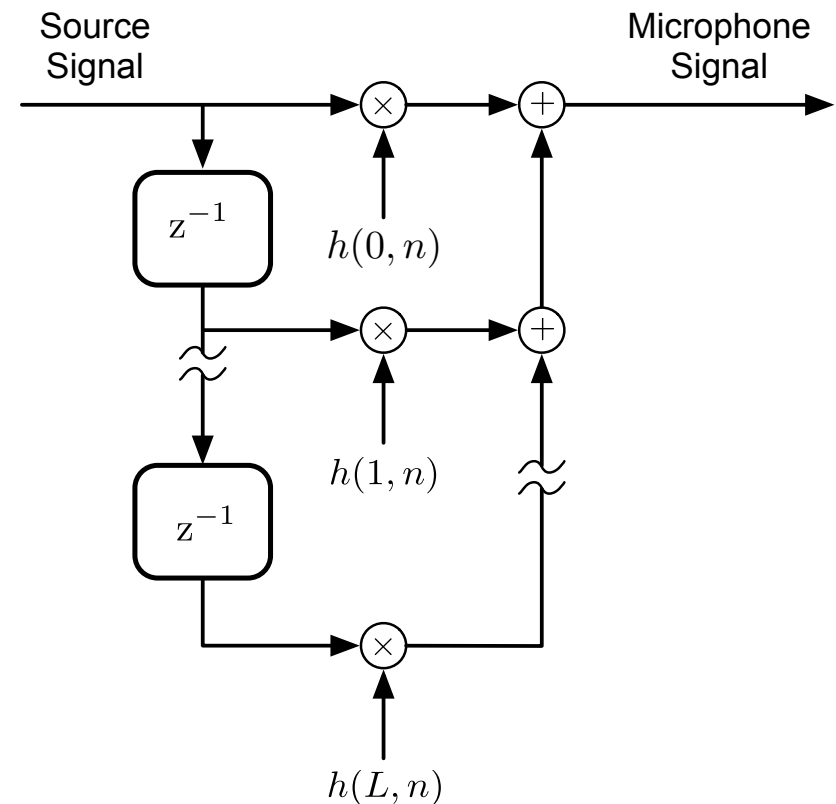 Source
Signal
Microphone
Signal
×
+
z⁻¹
h(0, n)
×
+
h(1, n)
z⁻¹
×
h(L, n)